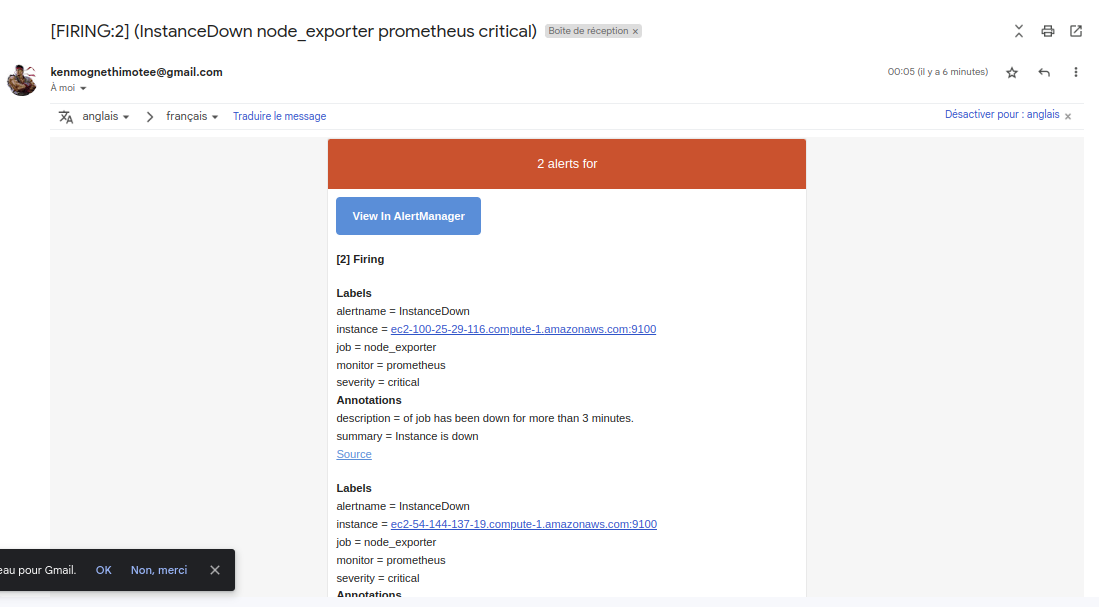 [FIRING:2] (InstanceDown node_exporter prometheus critical) Boîte de réception ×
kenmognethimotee@gmail.com 00:05 (il y a 6 minutes)
À moi
anglais > français Traduire le message Désactiver pour : anglais ×
2 alerts for
View In AlertManager
[2] Firing
Labels
alertname = InstanceDown
instance = ec2-100-25-29-116.compute-1.amazonaws.com:9100
job = node_exporter
monitor = prometheus
severity = critical
Annotations
description = of job has been down for more than 3 minutes.
summary = Instance is down
Source
Labels
alertname = InstanceDown
instance = ec2-54-144-137-19.compute-1.amazonaws.com:9100
job = node_exporter
monitor = prometheus
severity = critical
Annotations
eau pour Gmail. OK Non, merci ×